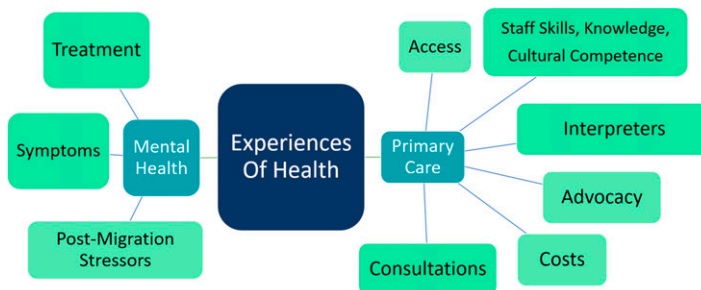 Treatment
Symptoms
Mental
Health
Post-Migration
Stressors
Experiences
Of Health
Access
Staff Skills, Knowledge,
Cultural Competence
Primary
Care
Interpreters
Advocacy
Costs
Consultations